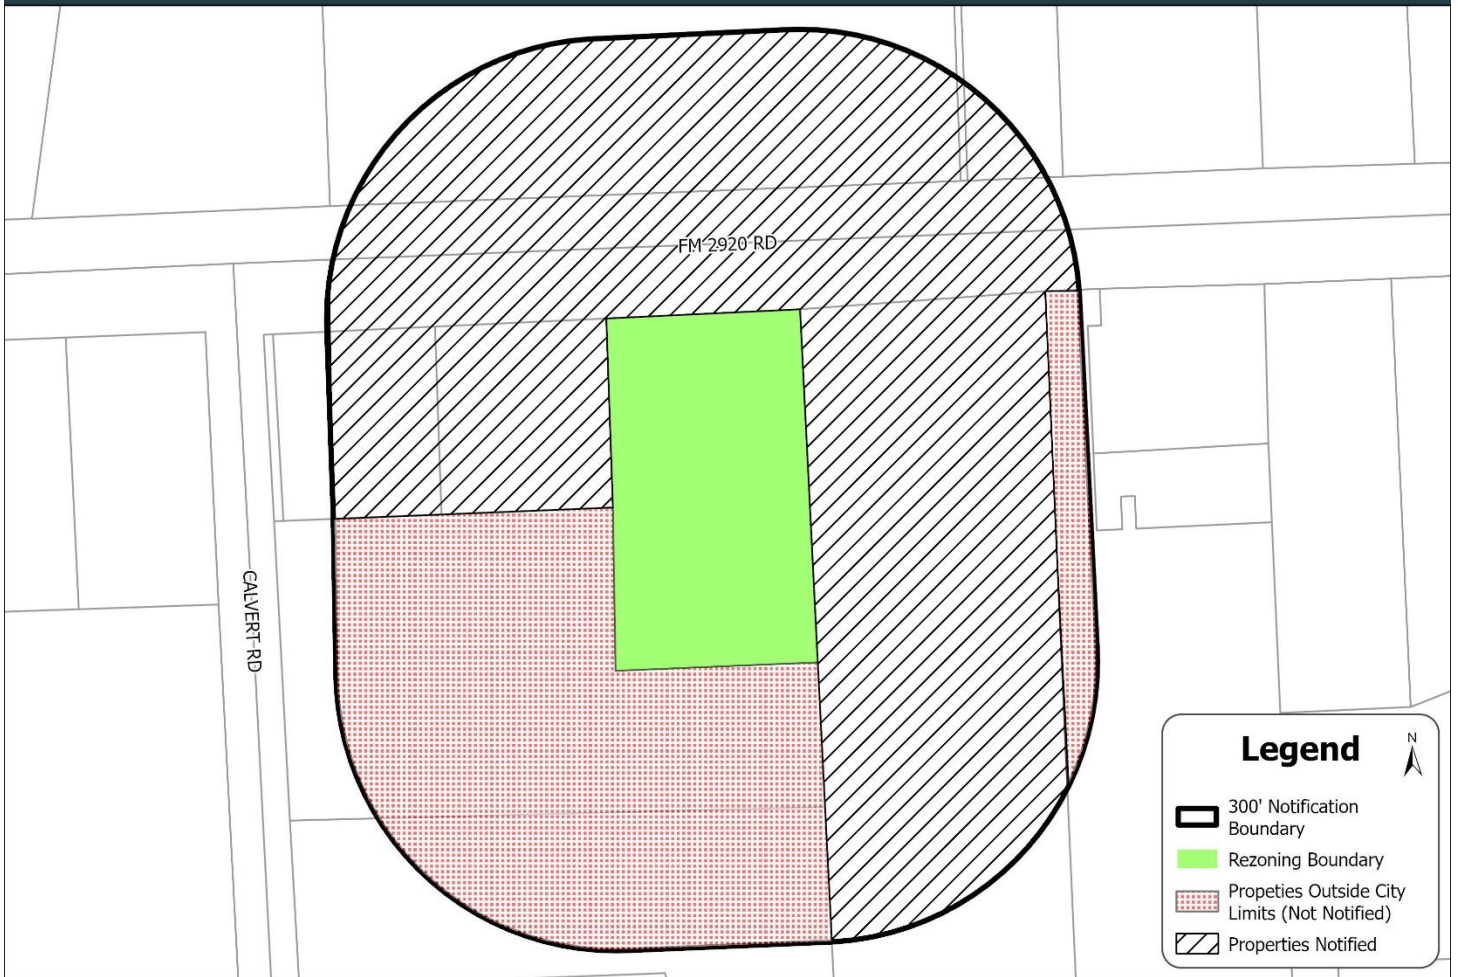 FM 2920 RD
CALVERT RD
Legend
N
300' Notification
Boundary
Rezoning Boundary
Propeties Outside City
Limits (Not Notified)
Properties Notified